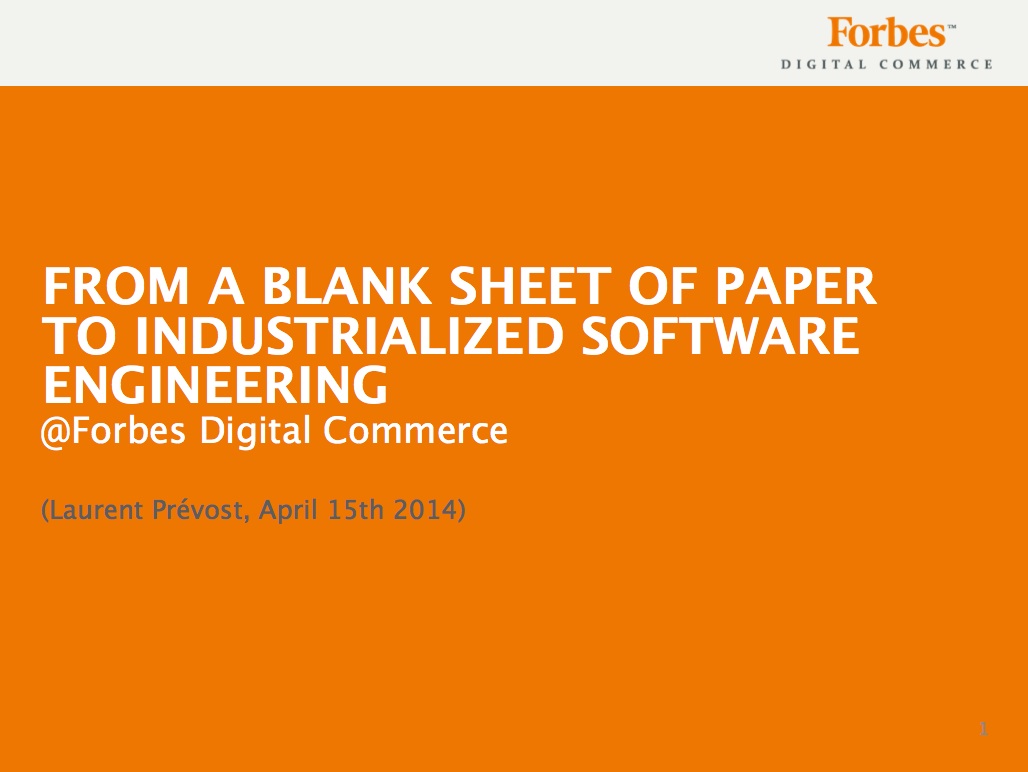 Forbes™
DIGITAL COMMERCE
FROM A BLANK SHEET OF PAPER
TO INDUSTRIALIZED SOFTWARE
ENGINEERING
@Forbes Digital Commerce
(Laurent Prévost, April 15th 2014)
1